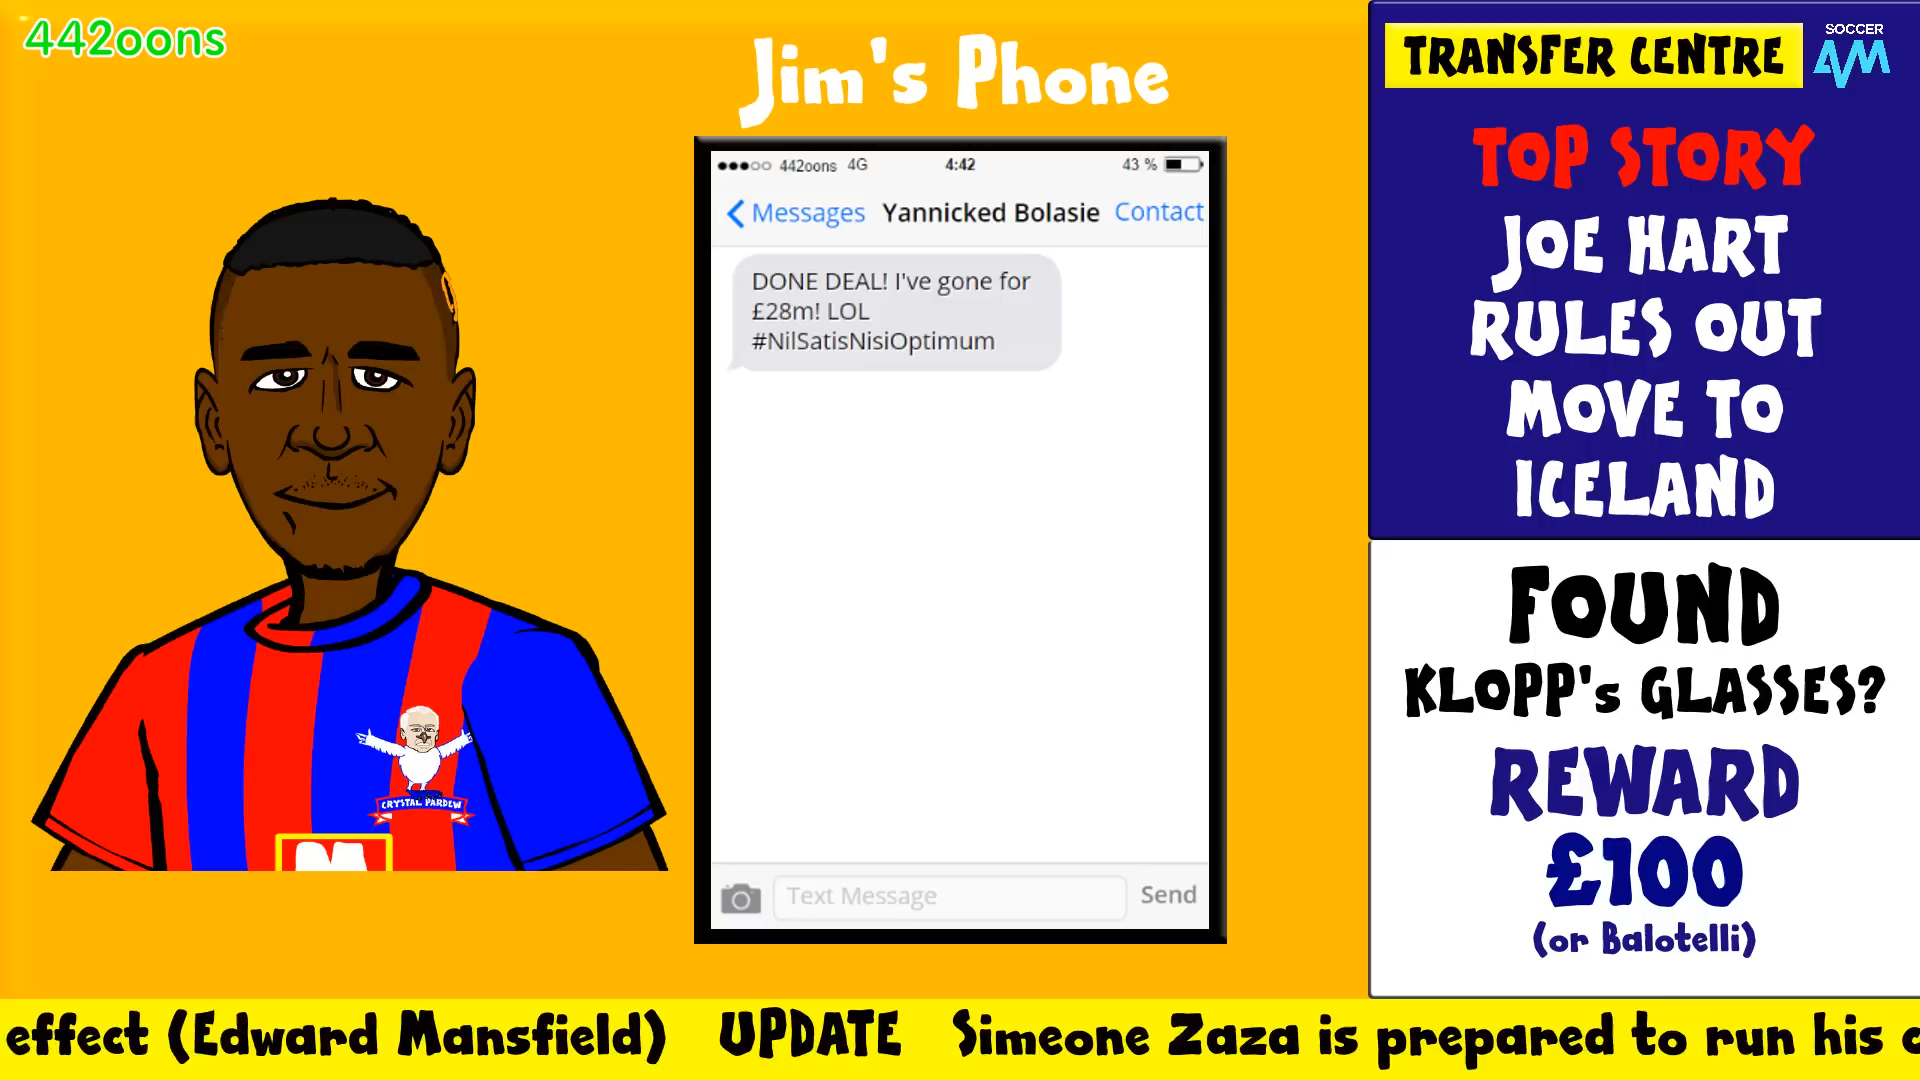 442oons
Jim's Phone
442oons 4G 4:42 43 %
Messages Yannicked Bolasie Contact
DONE DEAL! I've gone for
£28m! LOL
#NilSatisNisiOptimum
Text Message Send
CRYSTAL PARDEW
TRANSFER CENTRE
SOCCER
AM
TOP STORY
JOE HART
RULES OUT
MOVE TO
ICELAND
FOUND
KLOPP's GLASSES?
REWARD
£100
(or Balotelli)
effect (Edward Mansfield) UPDATE Simeone Zaza is prepared to run his